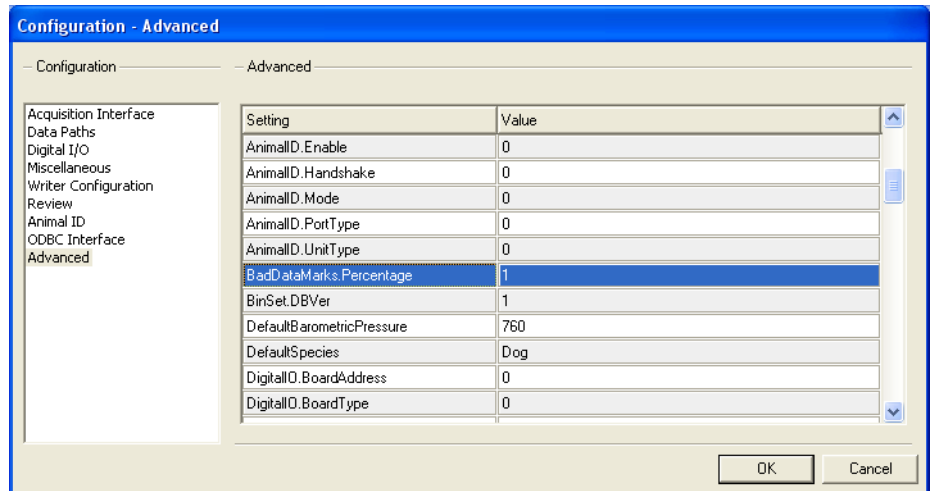 Configuration - Advanced
Configuration
Acquisition Interface
Data Paths
Digital I/O
Miscellaneous
Writer Configuration
Review
Animal ID
ODBC Interface
Advanced
Advanced
Setting Value
AnimalID.Enable 0
AnimalID.Handshake 0
AnimalID.Mode 0
AnimalID.PortType 0
AnimalID.UnitType 0
BadDataMarks.Percentage 1
BinSet.DBVer 1
DefaultBarometricPressure 760
DefaultSpecies Dog
DigitalIO.BoardAddress 0
DigitalIO.BoardType 0
OK Cancel